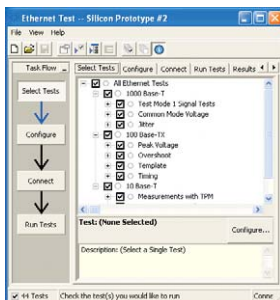 Ethernet Test -- Silicon Prototype #2
File View Help
Task Flow
Select Tests
Configure
Connect
Run Tests
Select Tests Configure Connect Run Tests Results
All Ethernet Tests
1000 Base-T
Test Mode 1 Signal Tests
Common Mode Voltage
Jitter
100 Base-TX
Peak Voltage
Overshoot
Template
Timing
10 Base-T
Measurements with TPM
Test: (None Selected)
Configure...
Description: (Select a Single Test)
44 Tests Check the test(s) you would like to run